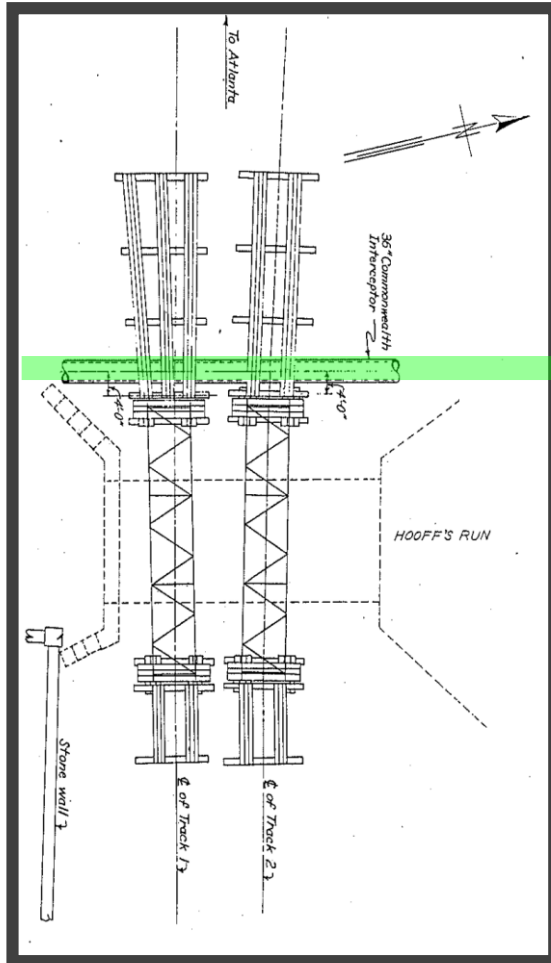 To Atlanta
N
36" Commonwealth
Interceptor
4'0"
4'0"
HOOFF'S RUN
Stone wall
℄ of Track 1
℄ of Track 2